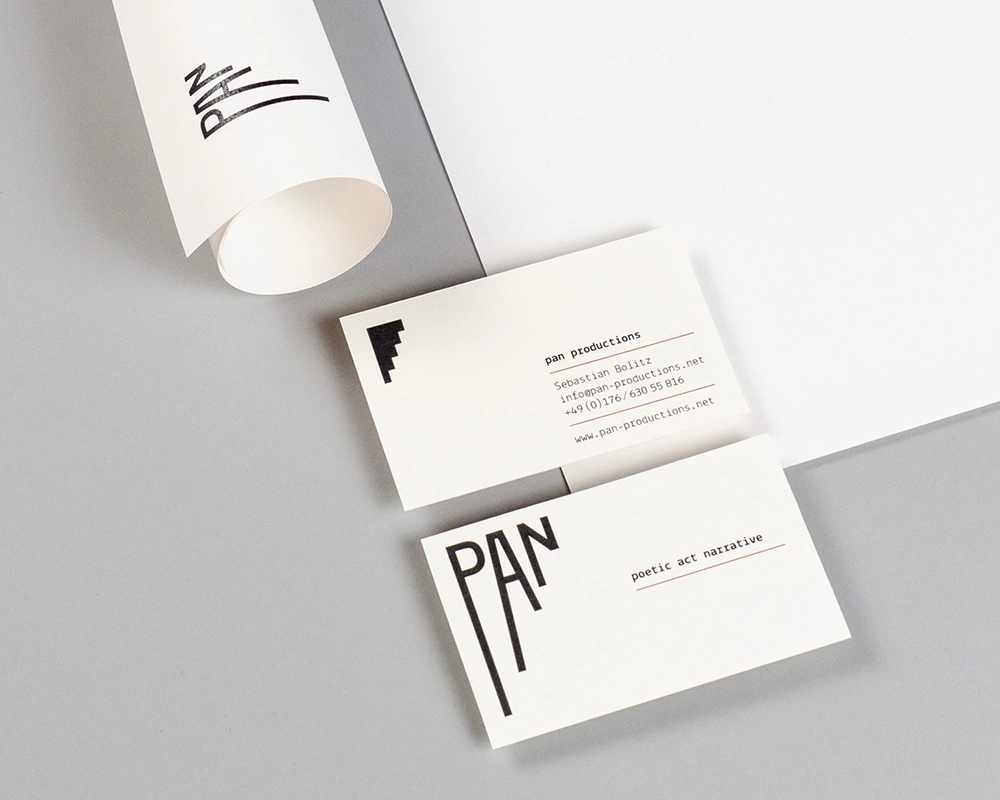 PAN
pan productions
Sebastian Bolitz
info@pan-productions.net
+49 (0)176 / 630 55 816
www.pan-productions.net
PAN
poetic act narrative